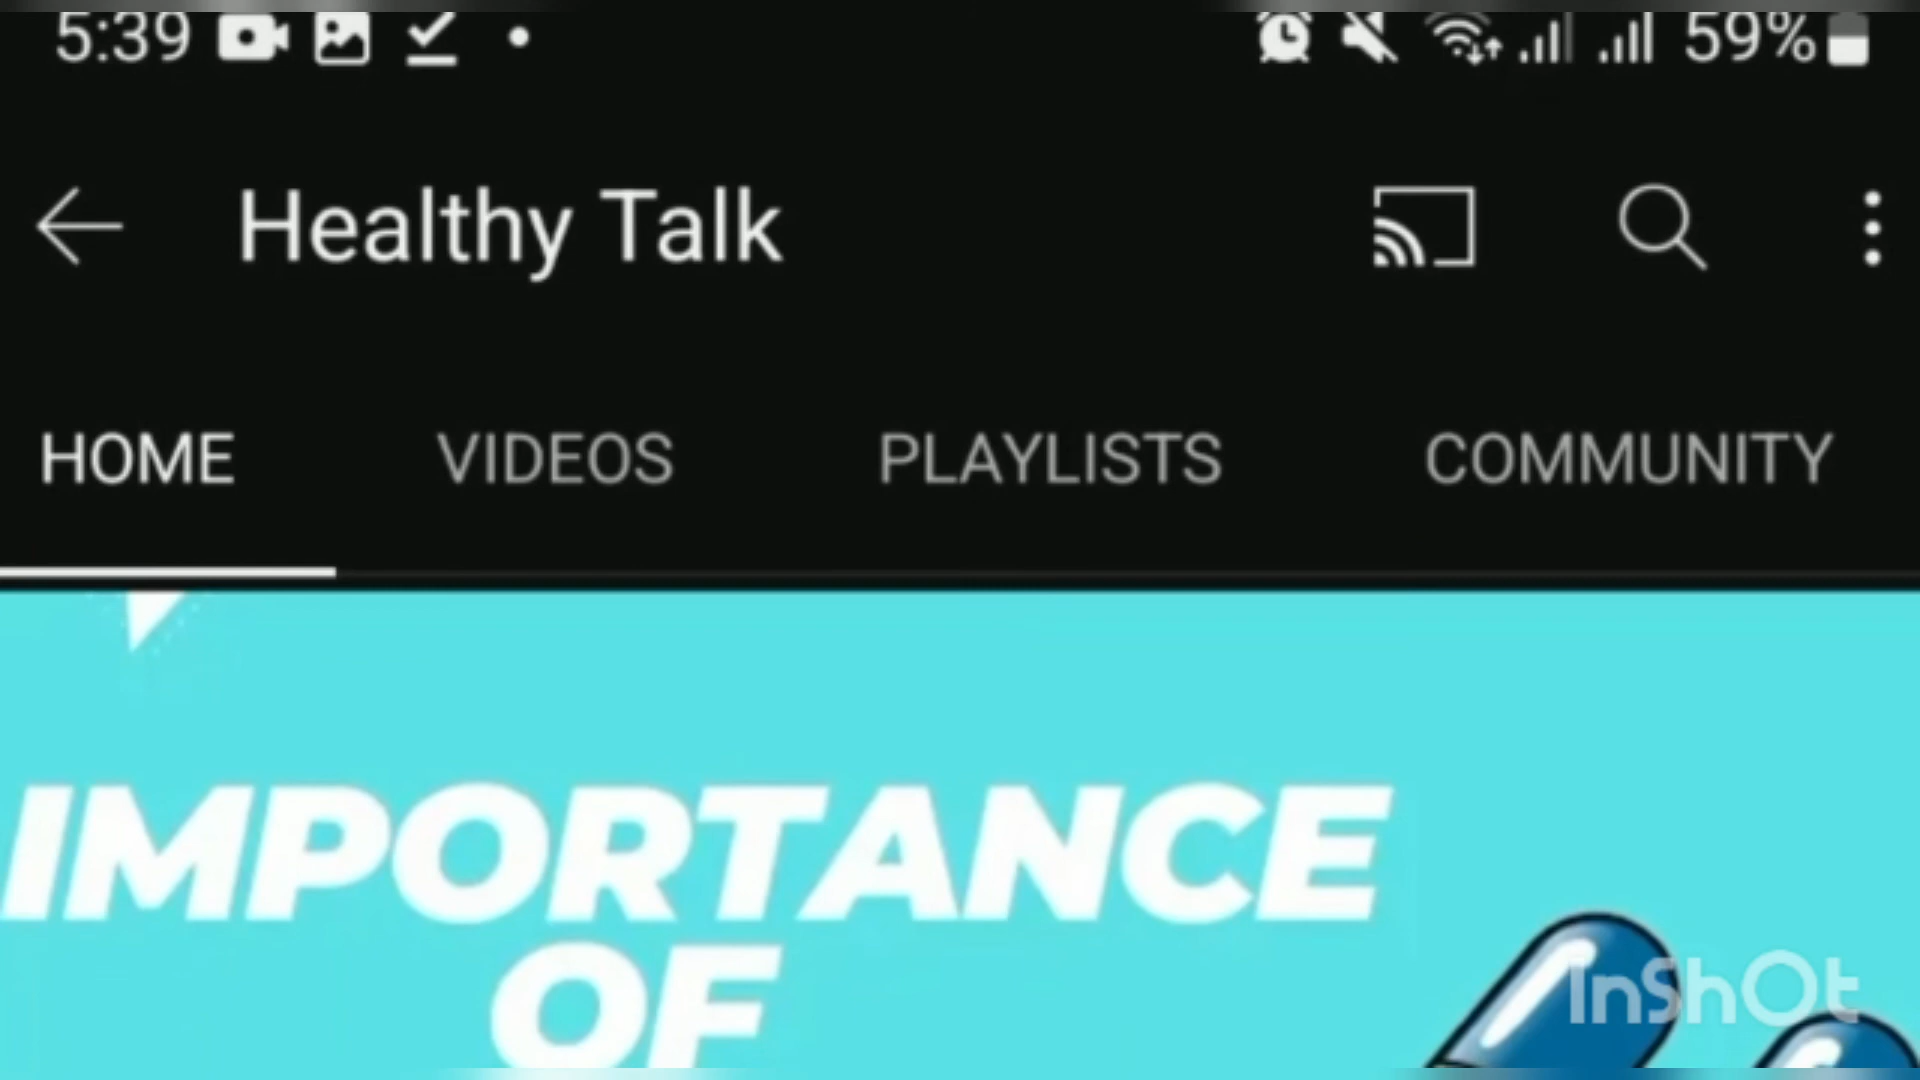 5:39 59%
Healthy Talk
HOME VIDEOS PLAYLISTS COMMUNITY
IMPORTANCE
OF
InShOt